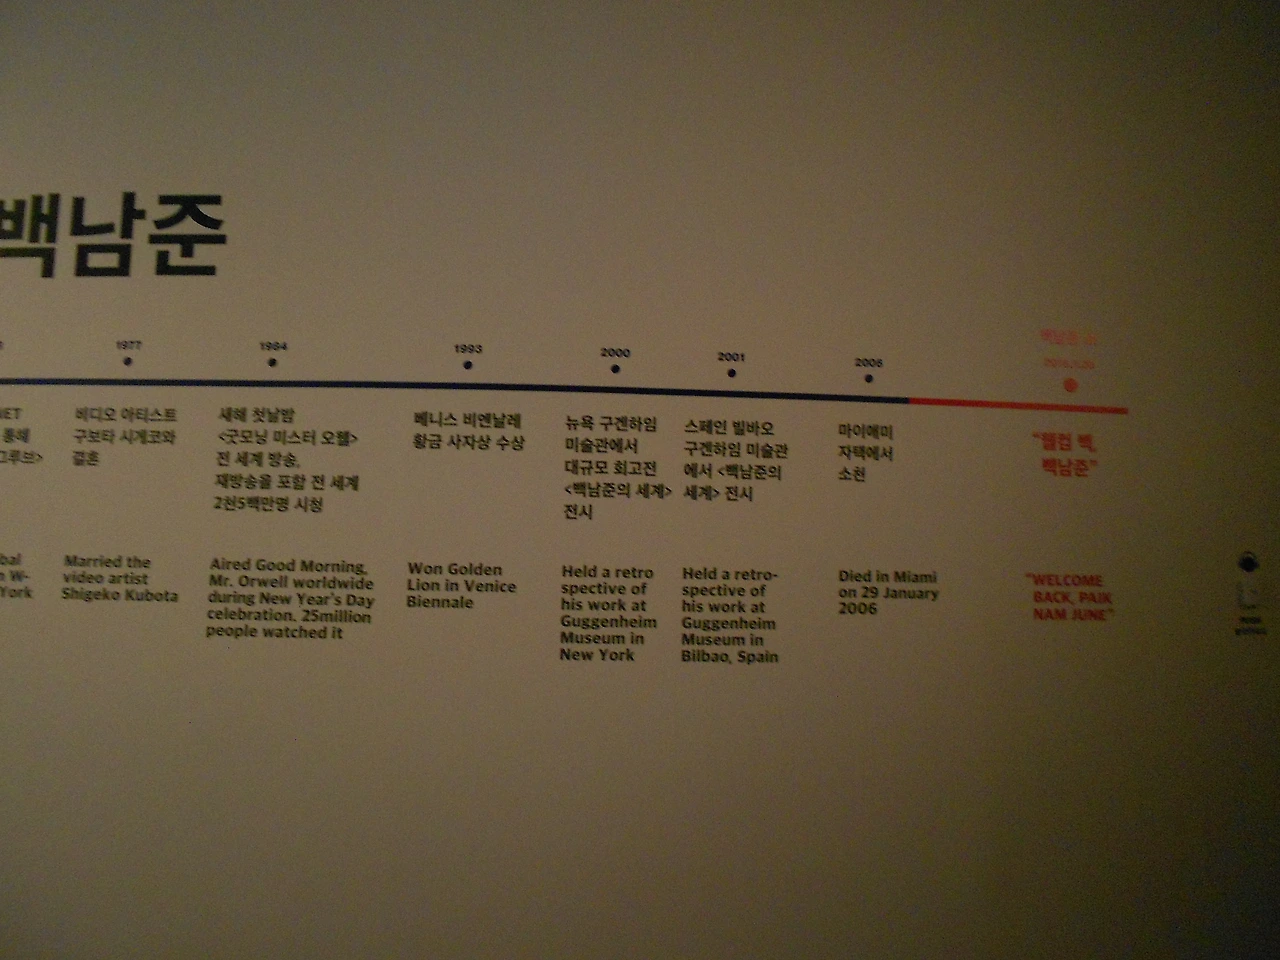 백남준
1977
1984
1993
2000
2001
2006
NET
통해
그루브>
비디오 아티스트
구보타 시게코와
결혼
새해 첫날밤
<굿모닝 미스터 오웰>
전 세계 방송,
재방송을 포함 전 세계
2천5백만명 시청
베니스 비엔날레
황금 사자상 수상
뉴욕 구겐하임
미술관에서
대규모 회고전
<백남준의 세계>
전시
스페인 빌바오
구겐하임 미술관
에서 <백남준의
세계> 전시
마이애미
자택에서
소천
"웰컴 백,
백남준"
bal
n W-
York
Married the
video artist
Shigeko Kubota
Aired Good Morning,
Mr. Orwell worldwide
during New Year's Day
celebration. 25million
people watched it
Won Golden
Lion in Venice
Biennale
Held a retro
spective of
his work at
Guggenheim
Museum in
New York
Held a retro-
spective of
his work at
Guggenheim
Museum in
Bilbao, Spain
Died in Miami
on 29 January
2006
"WELCOME
BACK, PAIK
NAM JUNE"